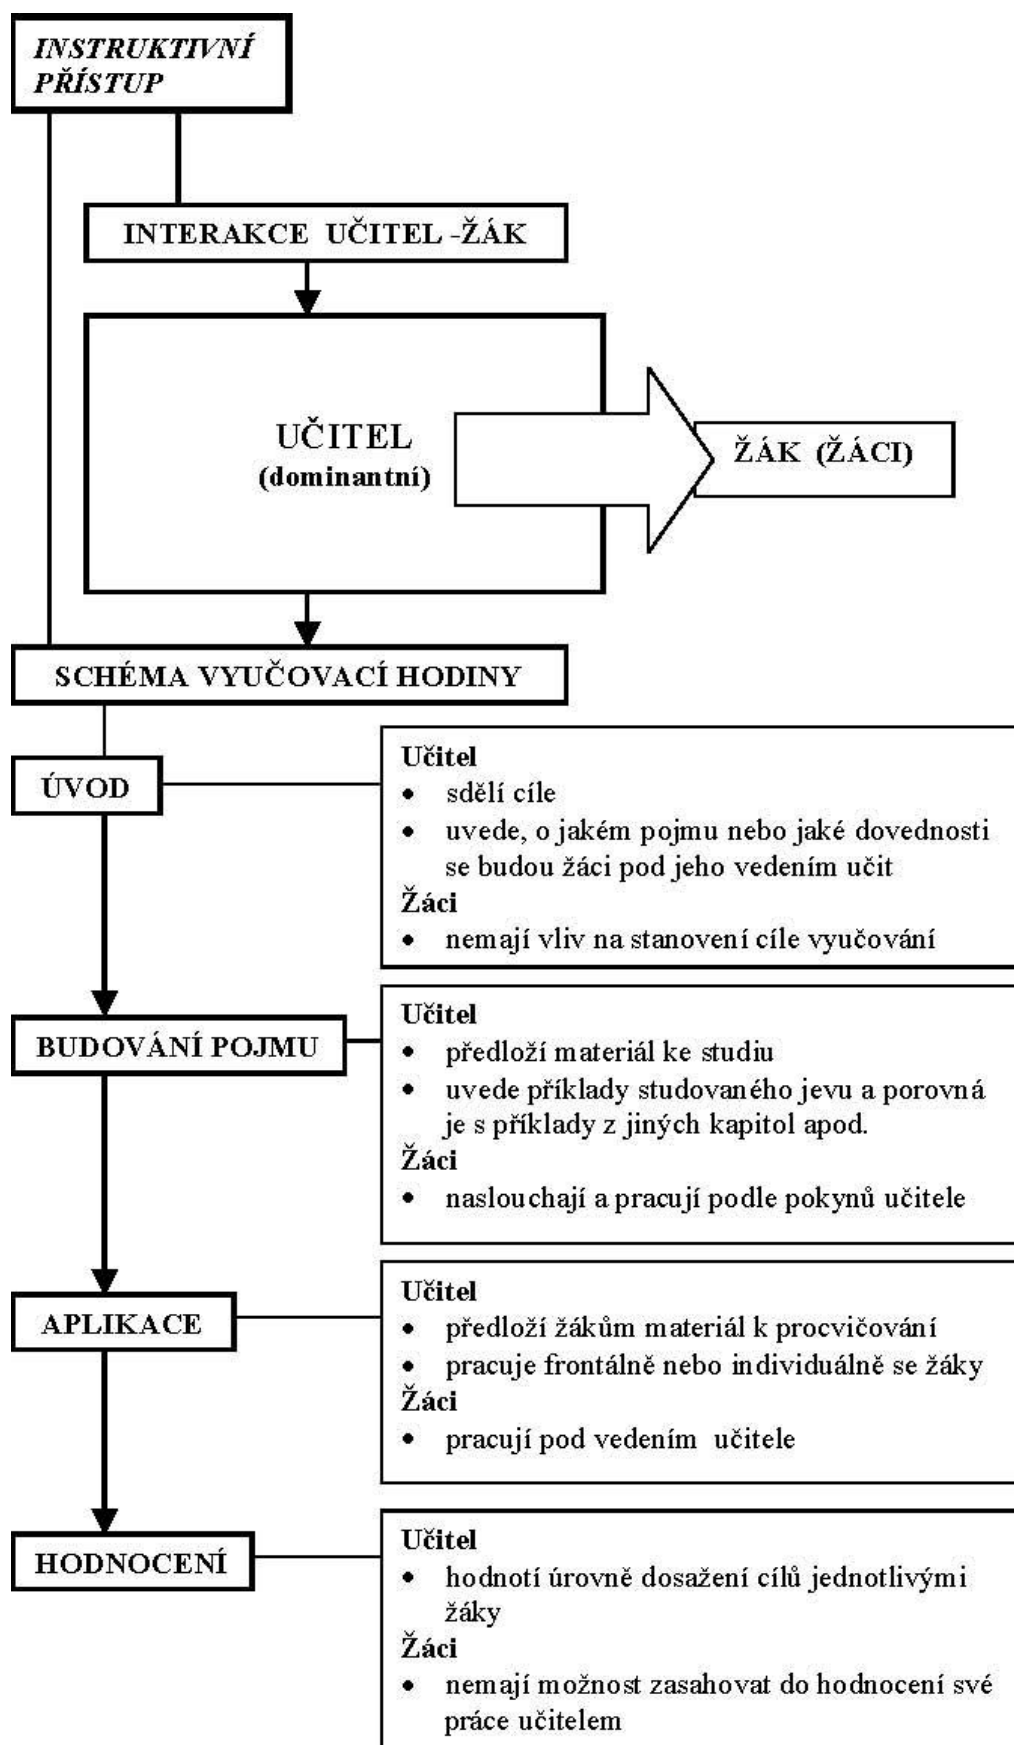 INSTRUKTIVNÍ
PŘÍSTUP
INTERAKCE UČITEL -ŽÁK
UČITEL
(dominantní)
ŽÁK (ŽÁCI)
SCHÉMA VYUČOVACÍ HODINY
ÚVOD
Učitel
• sdělí cíle
• uvede, o jakém pojmu nebo jaké dovednosti
se budou žáci pod jeho vedením učit
Žáci
• nemají vliv na stanovení cíle vyučování
BUDOVÁNÍ POJMU
Učitel
• předloží materiál ke studiu
• uvede příklady studovaného jevu a porovná
je s příklady z jiných kapitol apod.
Žáci
• naslouchají a pracují podle pokynů učitele
APLIKACE
Učitel
• předloží žákům materiál k procvičování
• pracuje frontálně nebo individuálně se žáky
Žáci
• pracují pod vedením učitele
HODNOCENÍ
Učitel
• hodnotí úrovně dosažení cílů jednotlivými
žáky
Žáci
• nemají možnost zasahovat do hodnocení své
práce učitelem